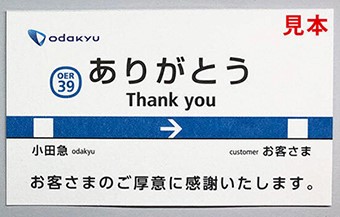 odakyu
見本
OER
39
ありがとう
Thank you
小田急 odakyu
customer お客さま
お客さまのご厚意に感謝いたします。